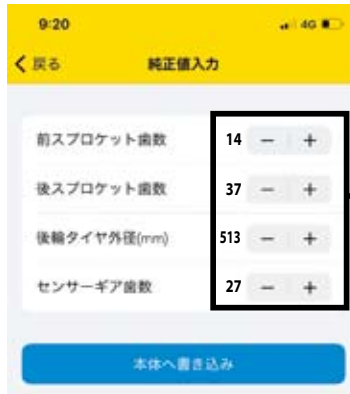 9:20
4G
戻る 純正値入力
前スプロケット歯数 14 − +
後スプロケット歯数 37 − +
後輪タイヤ外径(mm) 513 − +
センサーギア歯数 27 − +
本体へ書き込み